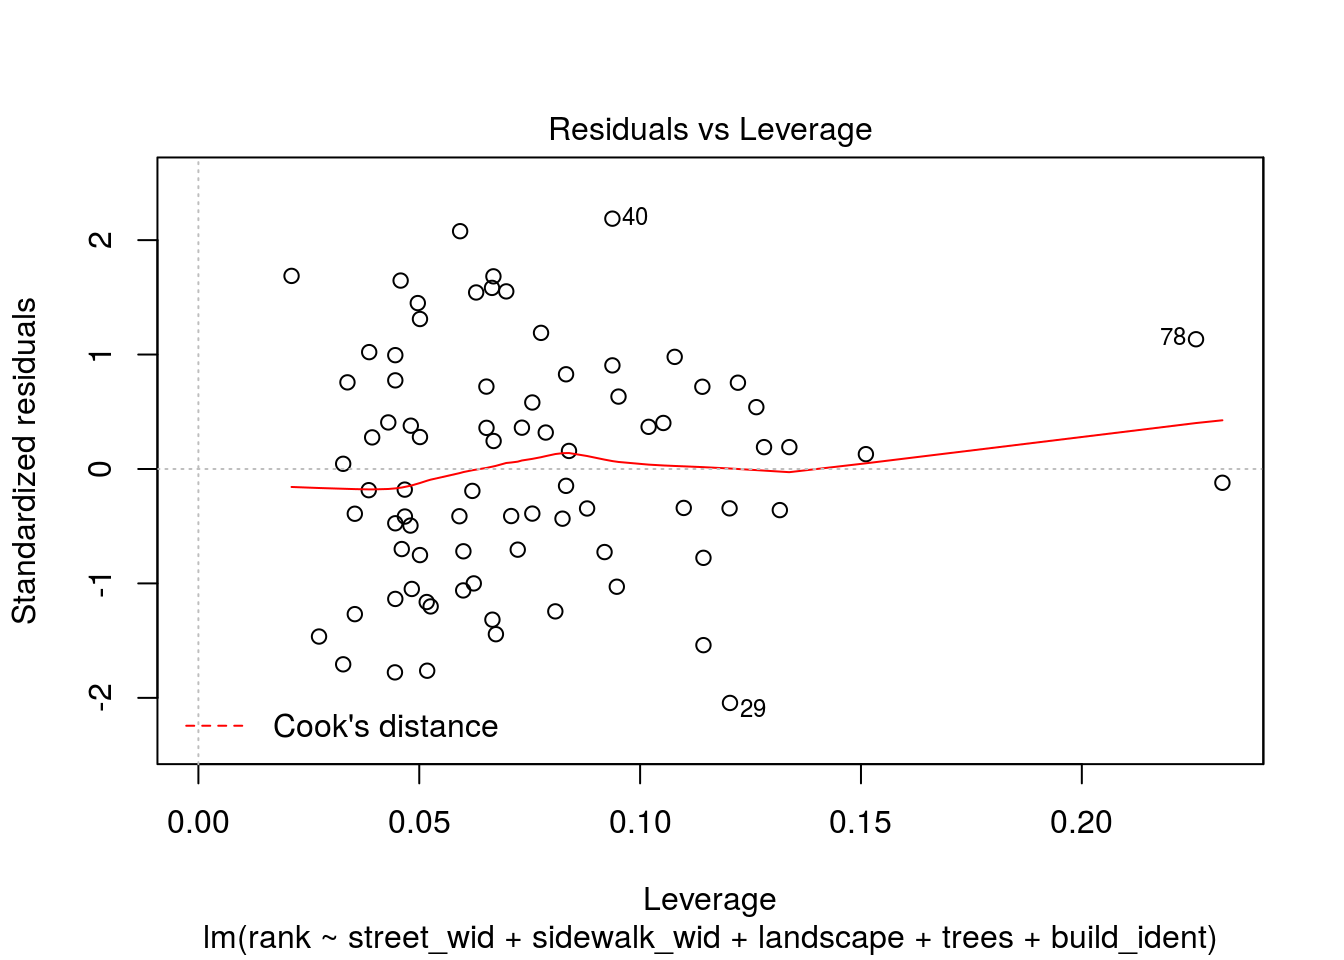 Residuals vs Leverage
40
78
29
2
1
0
-1
-2
Standardized residuals
Cook's distance
0.00 0.05 0.10 0.15 0.20
Leverage
lm(rank ~ street_wid + sidewalk_wid + landscape + trees + build_ident)